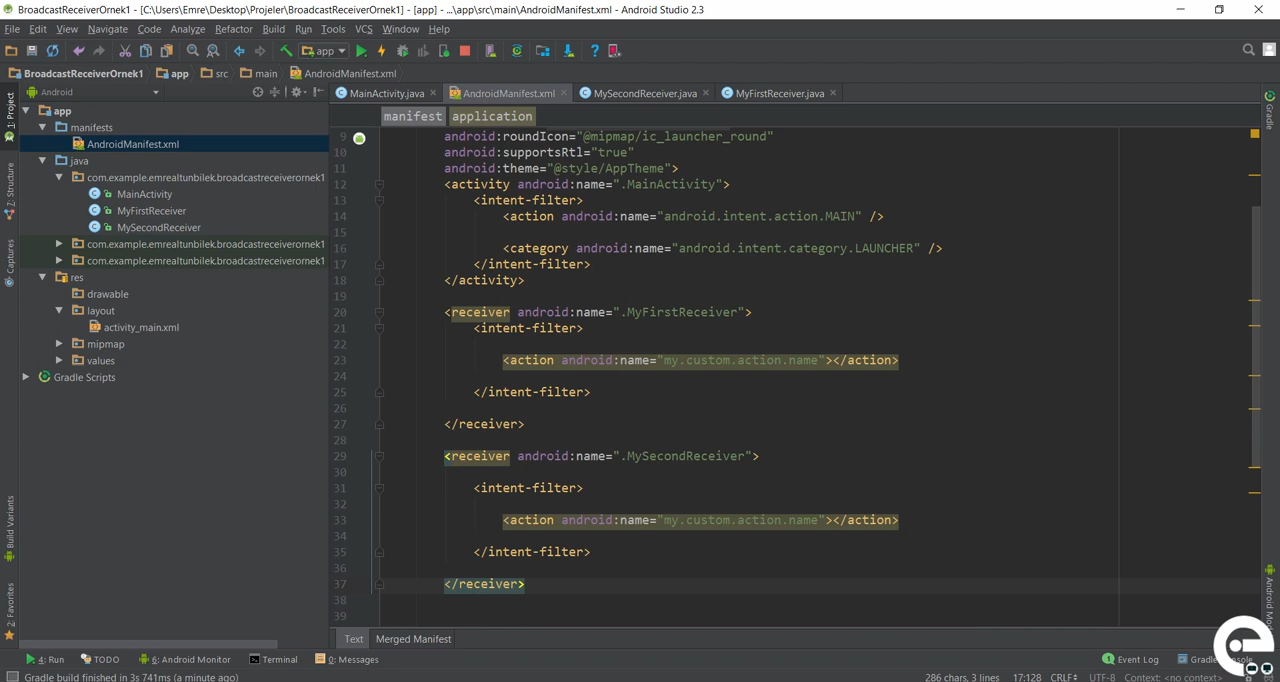 BroadcastReceiverOrnek1 - [C:\Users\Emre\Desktop\Projeler\BroadcastReceiverOrnek1] - [app] - ...\app\src\main\AndroidManifest.xml - Android Studio 2.3
File Edit View Navigate Code Analyze Refactor Build Run Tools VCS Window Help
app
BroadcastReceiverOrnek1 app src main AndroidManifest.xml
Android
MainActivity.java AndroidManifest.xml MySecondReceiver.java MyFirstReceiver.java
manifest application
1: Project
Z: Structure
Captures
Build Variants
2: Favorites
app
manifests
AndroidManifest.xml
java
com.example.emrealtunbilek.broadcastreceiverornek1
MainActivity
MyFirstReceiver
MySecondReceiver
com.example.emrealtunbilek.broadcastreceiverornek1
com.example.emrealtunbilek.broadcastreceiverornek1
res
drawable
layout
activity_main.xml
mipmap
values
Gradle Scripts
9 android:roundIcon="@mipmap/ic_launcher_round"
10 android:supportsRtl="true"
11 android:theme="@style/AppTheme">
12 <activity android:name=".MainActivity">
13 <intent-filter>
14 <action android:name="android.intent.action.MAIN" />
15
16 <category android:name="android.intent.category.LAUNCHER" />
17 </intent-filter>
18 </activity>
19
20 <receiver android:name=".MyFirstReceiver">
21 <intent-filter>
22
23 <action android:name="my.custom.action.name"></action>
24
25 </intent-filter>
26
27 </receiver>
28
29 <receiver android:name=".MySecondReceiver">
30
31 <intent-filter>
32
33 <action android:name="my.custom.action.name"></action>
34
35 </intent-filter>
36
37 </receiver>
38
39
Gradle
Android
Text Merged Manifest
4: Run TODO 6: Android Monitor Terminal 0: Messages Event Log Gradle
Gradle build finished in 3s 741ms (a minute ago) 286 chars, 3 lines 17:128 CRLF UTF-8 Context: <no context>